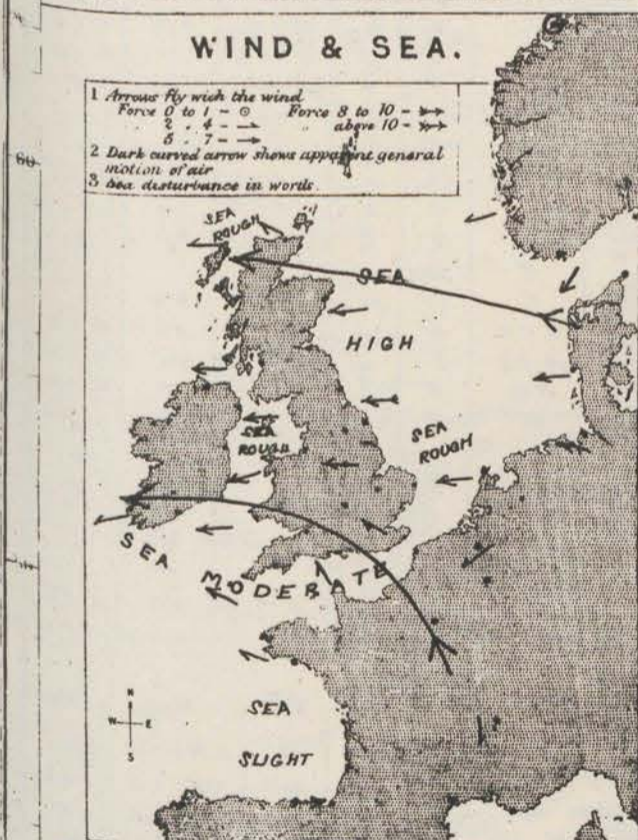 WIND & SEA.
1 Arrows fly with the wind
Force 0 to 1 - ⊙ Force 8 to 10 -
" 2 . 4 - " above 10 -
5 . 7 -
2 Dark curved arrow shows apparent general
motion of air
3 Sea disturbance in words.
60
SEA
ROUGH
SEA
HIGH
SEA
ROUGH
SEA
ROUGH
SEA
MODERATE
SEA
SLIGHT
N
W E
S